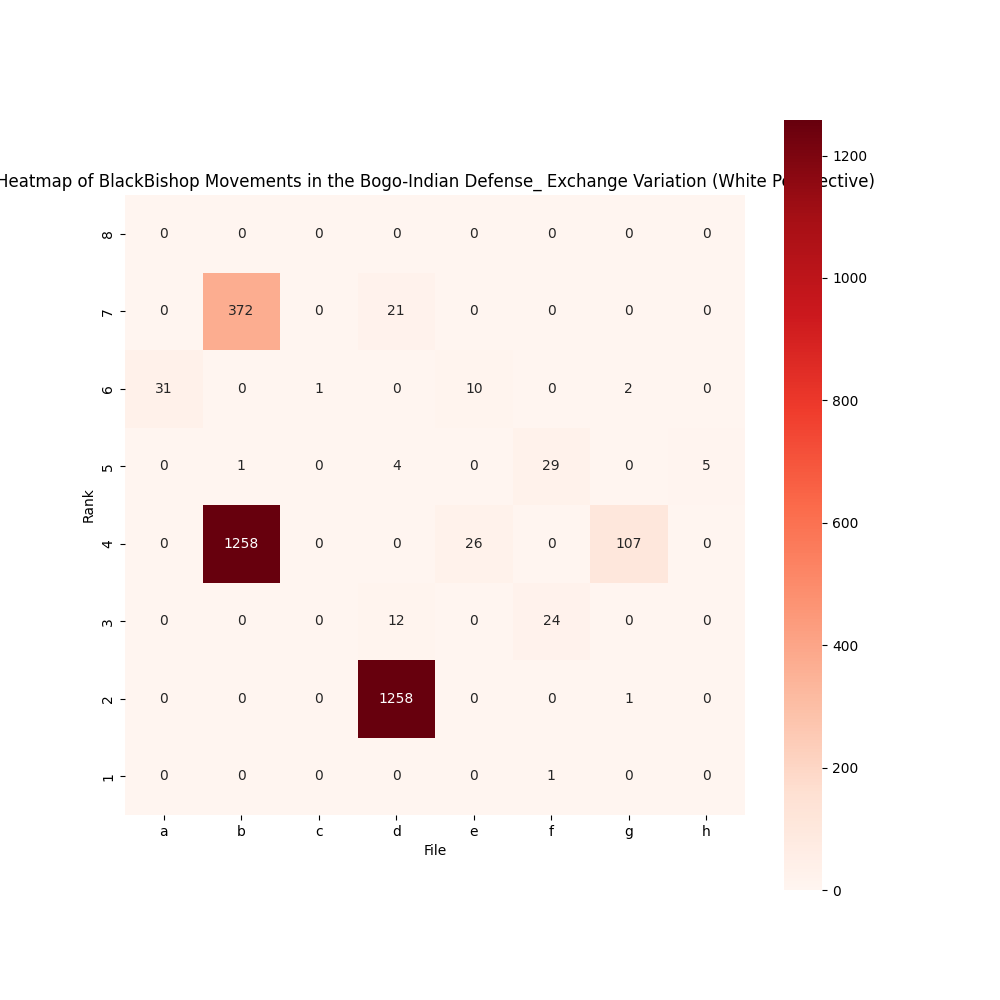 Heatmap of BlackBishop Movements in the Bogo-Indian Defense_ Exchange Variation (White Pe ective)
1200
1000
800
600
400
200
0
Rank
8 0 0 0 0 0 0 0 0
7 0 372 0 21 0 0 0 0
6 31 0 1 0 10 0 2 0
5 0 1 0 4 0 29 0 5
4 0 1258 0 0 26 0 107 0
3 0 0 0 12 0 24 0 0
2 0 0 0 1258 0 0 1 0
1 0 0 0 0 0 1 0 0
a b c d e f g h
File